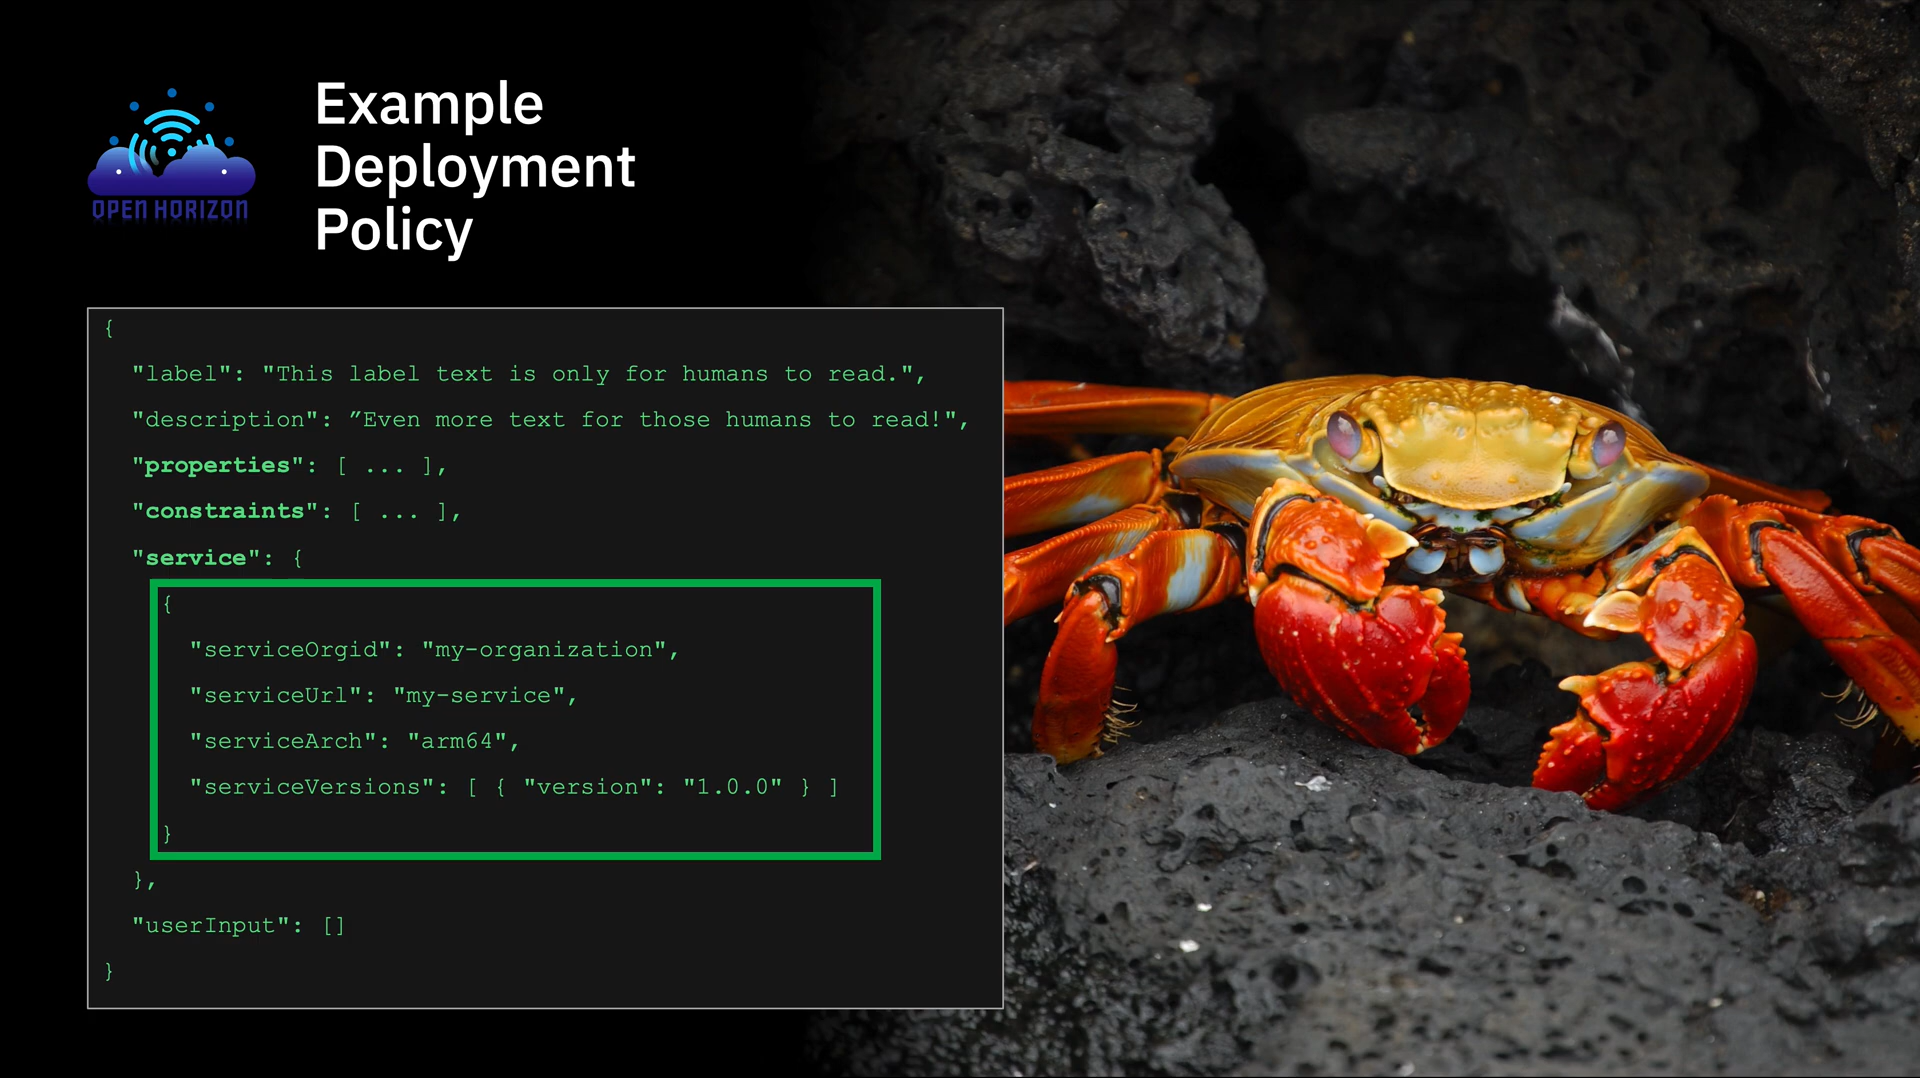 OPEN HORIZON
Example
Deployment
Policy
{
"label": "This label text is only for humans to read.",
"description": ”Even more text for those humans to read!",
"properties": [ ... ],
"constraints": [ ... ],
"service": {
{
"serviceOrgid": "my-organization",
"serviceUrl": "my-service",
"serviceArch": "arm64",
"serviceVersions": [ { "version": "1.0.0" } ]
}
},
"userInput": []
}